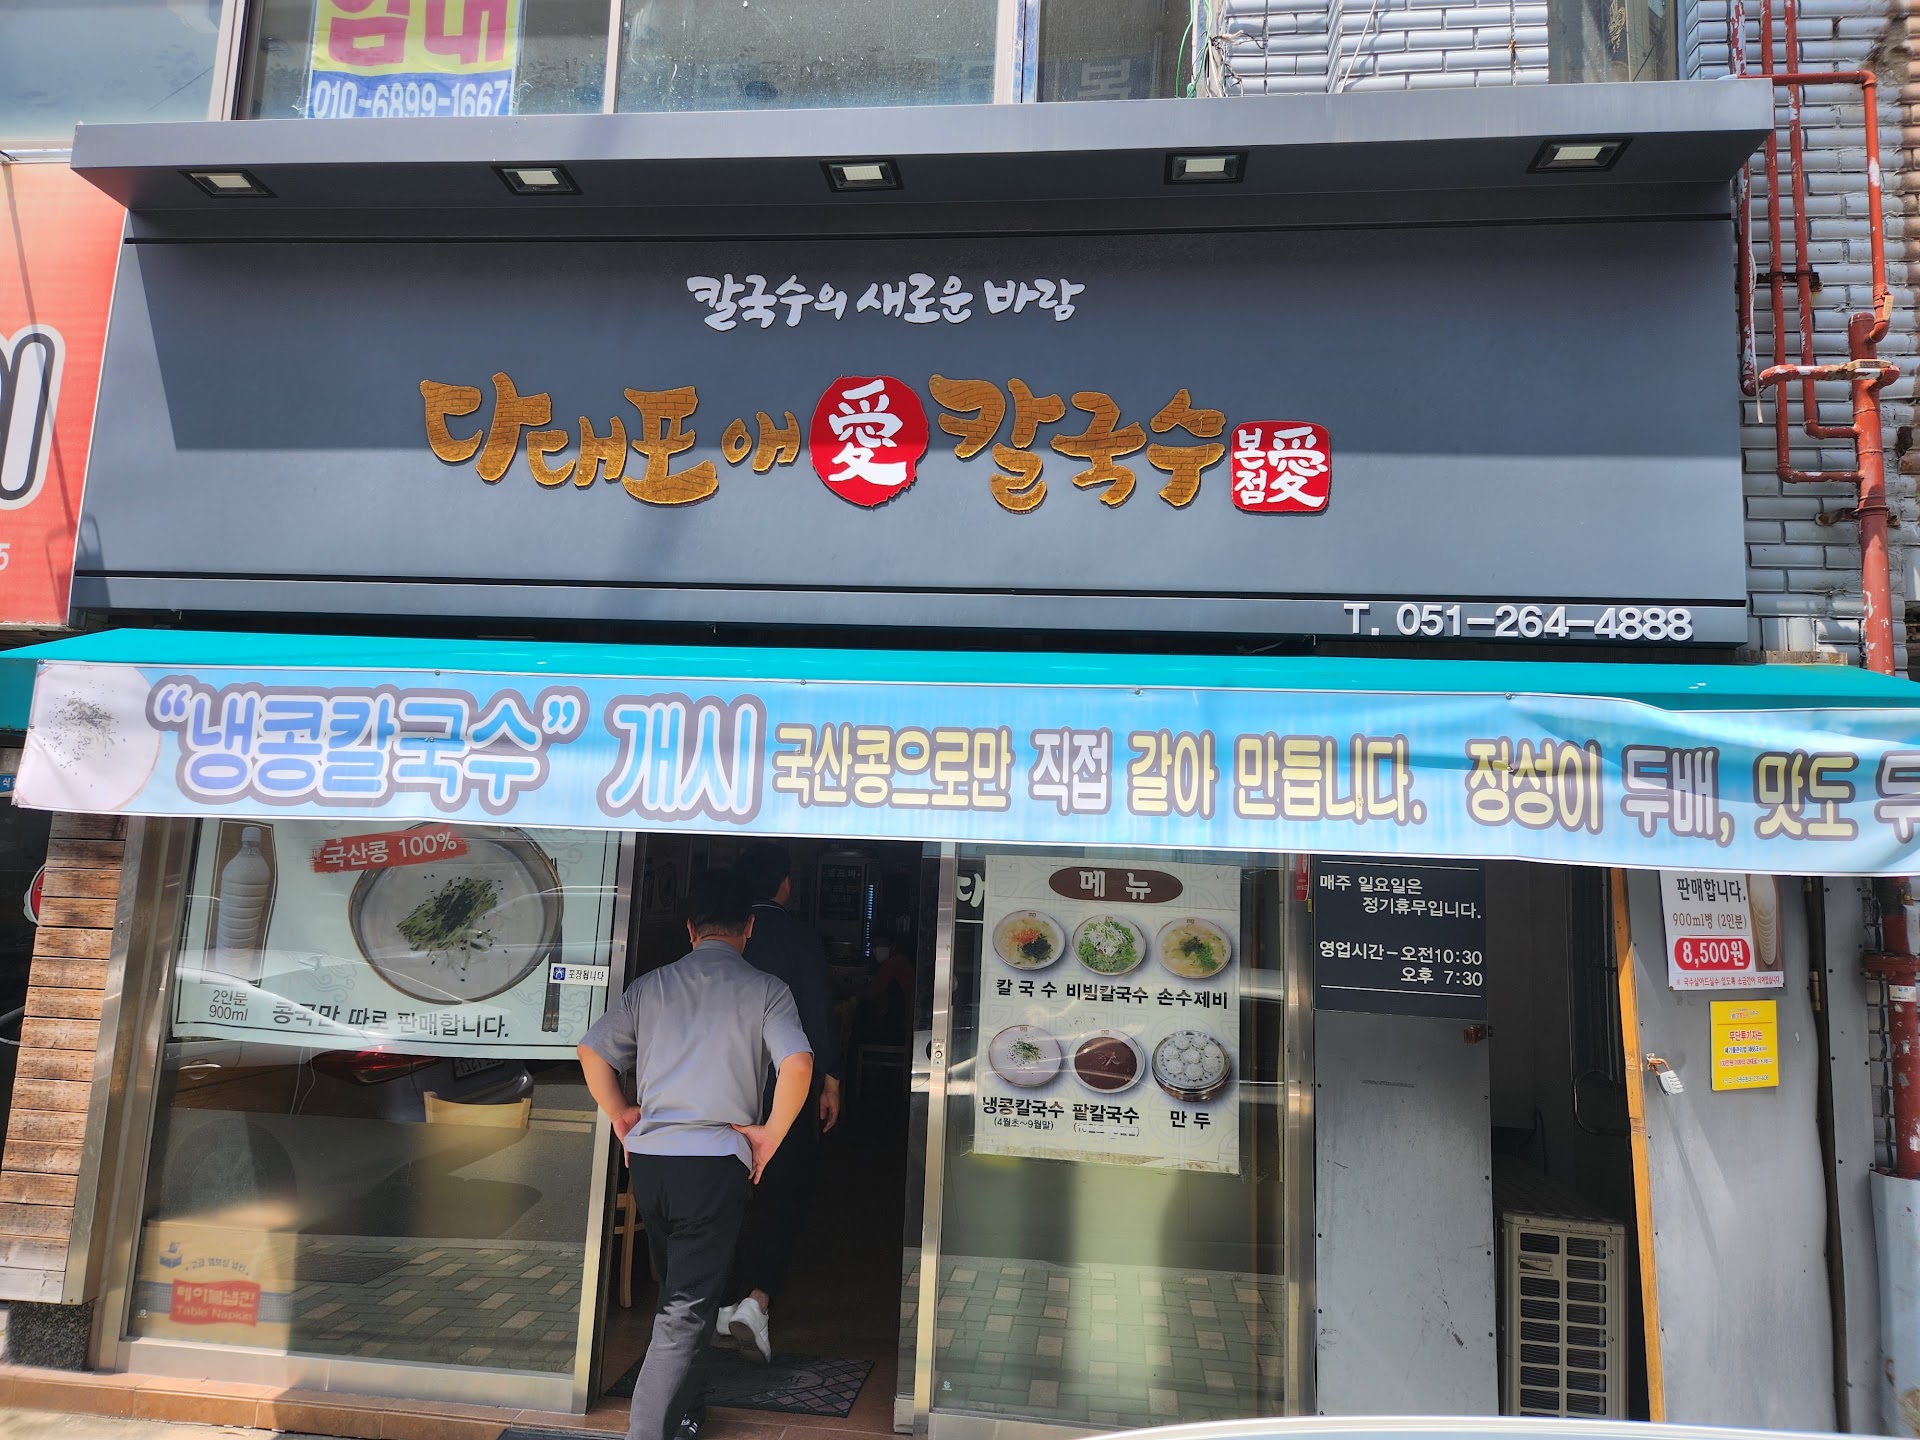 임대
010-6899-1667
칼국수의 새로운 바람
다대포 애 愛 칼국수 본점 愛
T. 051-264-4888
"냉콩칼국수" 개시 국산콩으로만 직접 갈아 만듭니다. 정성이 두배, 맛도
국산콩 100%
2인분
900ml
콩국만 따로 판매합니다.
포장됩니다
메뉴
칼국수 비빔칼국수 손수제비
냉콩칼국수 팥칼국수 만두
(4월초~9월말)
매주 일요일은
정기휴무입니다.
영업시간-오전10:30
오후 7:30
판매합니다.
900ml병 (2인분)
8,500원
무단투기자는
테이블냅킨
Table Napkin